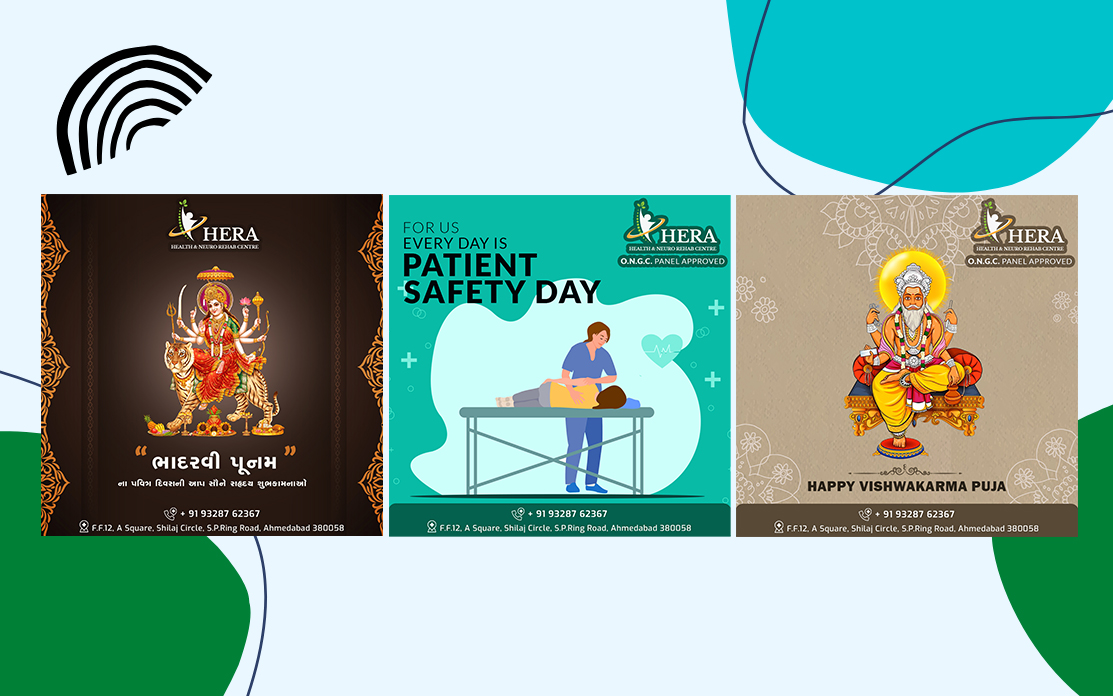 HERA
HEALTH & NEURO REHAB CENTRE
“ ભાદરવી પૂનમ ”
ના પવિત્ર દિવસની આપ સૌને સહૃદય શુભકામનાઓ
+ 91 93287 62367
F.F.12, A Square, Shilaj Circle, S.P.Ring Road, Ahmedabad 380058
FOR US
EVERY DAY IS
PATIENT
SAFETY DAY
HERA
HEALTH & NEURO REHAB CENTRE
O.N.G.C. PANEL APPROVED
+ 91 93287 62367
F.F.12, A Square, Shilaj Circle, S.P.Ring Road, Ahmedabad 380058
HERA
HEALTH & NEURO REHAB CENTRE
O.N.G.C. PANEL APPROVED
HAPPY VISHWAKARMA PUJA
+ 91 93287 62367
F.F.12, A Square, Shilaj Circle, S.P.Ring Road, Ahmedabad 380058